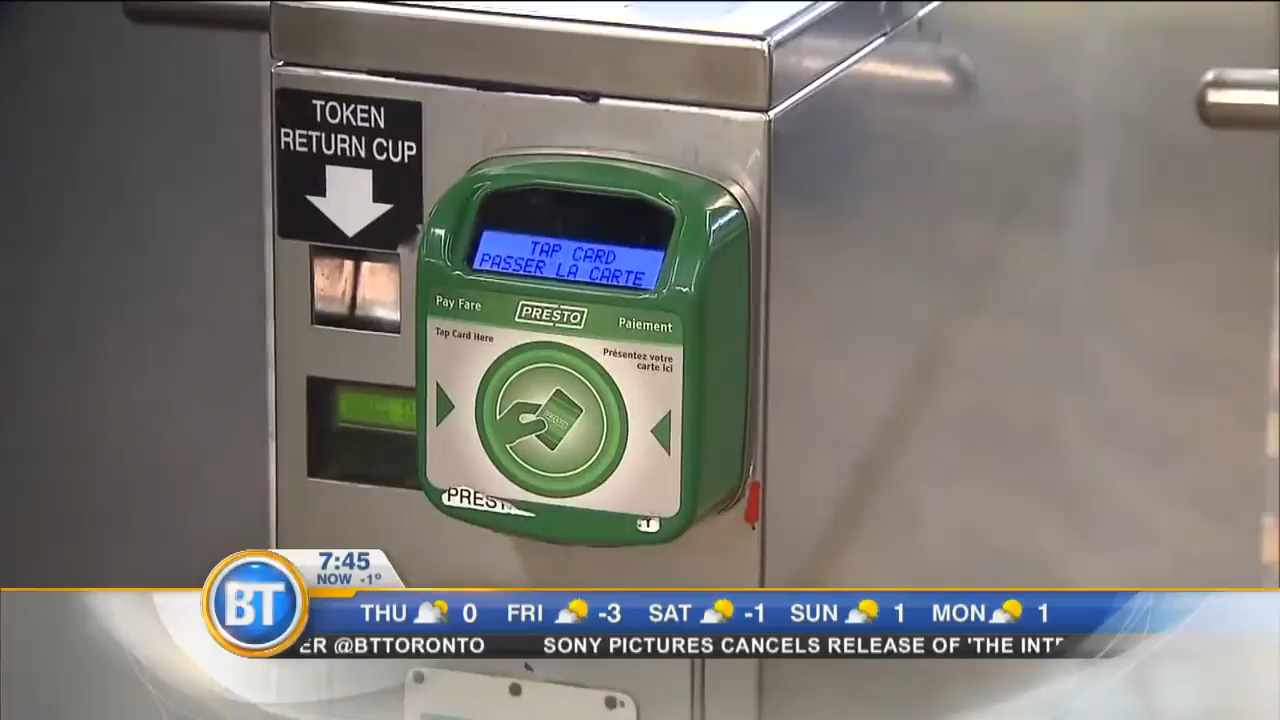 TOKEN
RETURN CUP
TAP CARD
PASSER LA CARTE
Pay Fare
PRESTO
Paiement
Tap Card Here
Présentez votre
carte ici
PRES
Y
7:45
NOW -1°
BT
THU 0 FRI -3 SAT -1 SUN 1 MON 1
ER @BTTORONTO SONY PICTURES CANCELS RELEASE OF 'THE INT